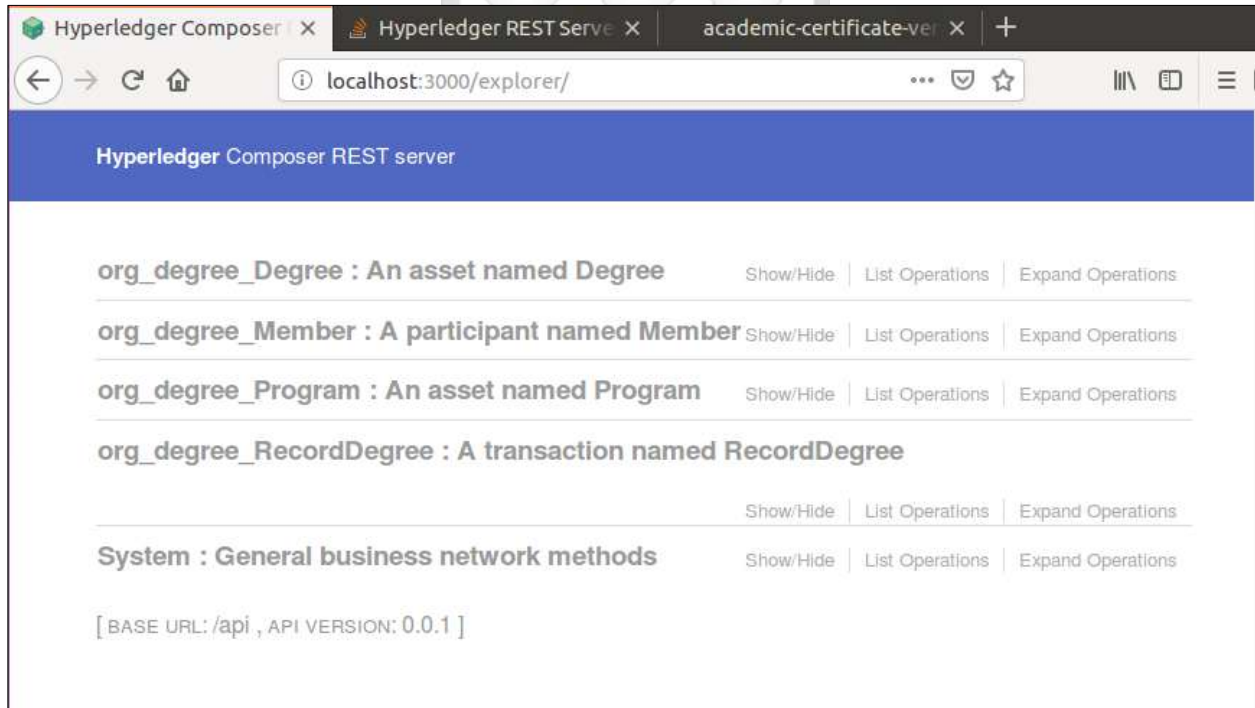 Hyperledger Composer × Hyperledger REST Serve × academic-certificate-ver × +
localhost:3000/explorer/
Hyperledger Composer REST server
org_degree_Degree : An asset named Degree Show/Hide List Operations Expand Operations
org_degree_Member : A participant named Member Show/Hide List Operations Expand Operations
org_degree_Program : An asset named Program Show/Hide List Operations Expand Operations
org_degree_RecordDegree : A transaction named RecordDegree
Show/Hide List Operations Expand Operations
System : General business network methods Show/Hide List Operations Expand Operations
[ BASE URL: /api , API VERSION: 0.0.1 ]